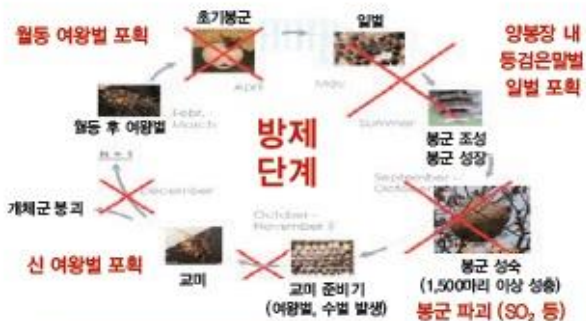 월동 여왕벌 포획
초기봉군
일벌
양봉장 내
등검은말벌
일벌 포획
April
May
Febr.-
March
월동 후 여왕벌
방제
단계
Summer
봉군 조성
봉군 성장
September-
October
December
개체군 붕괴
October-
November
신 여왕벌 포획
교미
교미 준비기
(여왕벌, 수벌 발생)
봉군 성숙
(1,500마리 이상 성충)
봉군 파괴 (SO₂ 등)